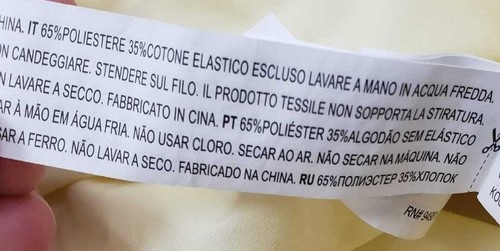 CHINA. IT 65%POLIESTERE 35%COTONE ELASTICO ESCLUSO LAVARE A MANO IN ACQUA FREDDA.
CANDEGGIARE. STENDERE SUL FILO. IL PRODOTTO TESSILE NON SOPPORTA LA STIRATURA.
LAVARE A SECCO. FABBRICATO IN CINA. PT 65%POLIÉSTER 35%ALGODÃO SEM ELÁSTICO
À MÃO EM ÁGUA FRIA. NÃO USAR CLORO. SECAR AO AR. NÃO SECAR NA MÁQUINA. NÃO
A FERRO. NÃO LAVAR A SECO. FABRICADO NA CHINA. RU 65%ПОЛИЭСТЕР 35%ХЛОПОК